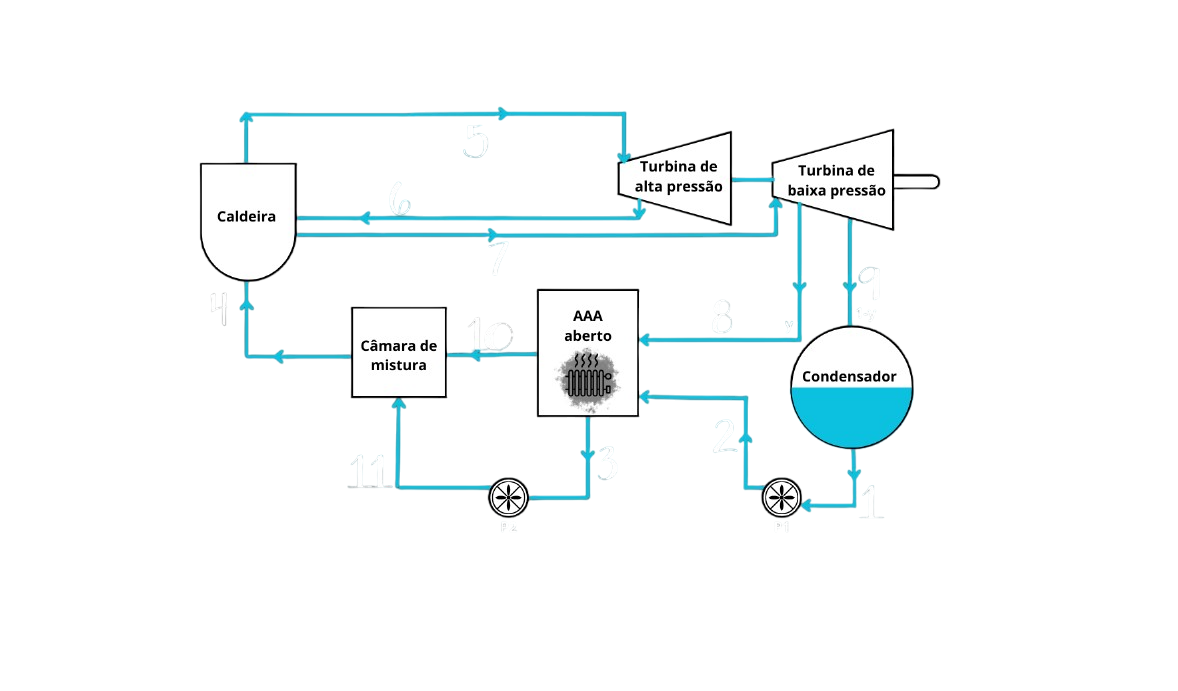 5
Turbina de
alta pressão
Turbina de
baixa pressão
Caldeira
6
7
4
8
9
AAA
aberto
Câmara de
mistura
10
Condensador
2
3
11
1